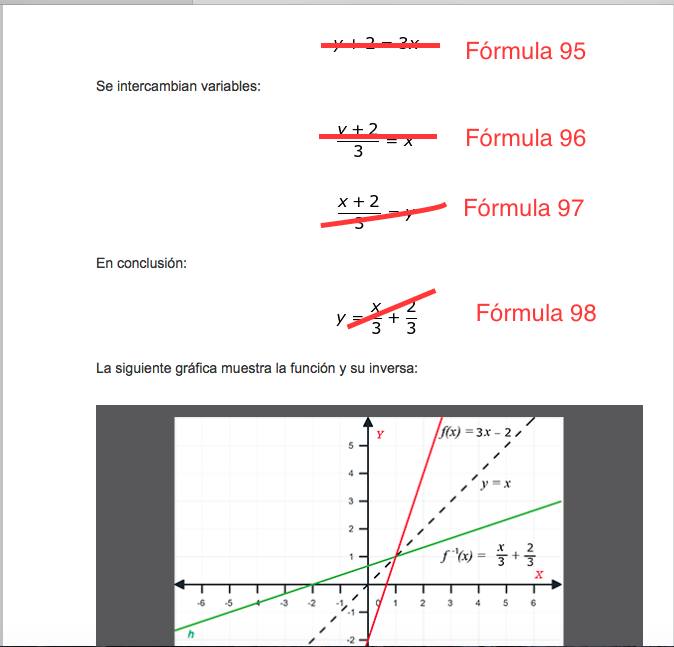 y + 2 = 3x Fórmula 95
Se intercambian variables:
y + 2
3
= x Fórmula 96
x + 2
3
= y Fórmula 97
En conclusión:
y = x/3 + 2/3 Fórmula 98
La siguiente gráfica muestra la función y su inversa:
Y
f(x) = 3x – 2
5
4
y = x
3
2
1
f⁻¹(x) = x/3 + 2/3
X
-6 -5 -4 -3 -2 -1 0 1 2 3 4 5 6
-1
h
-2